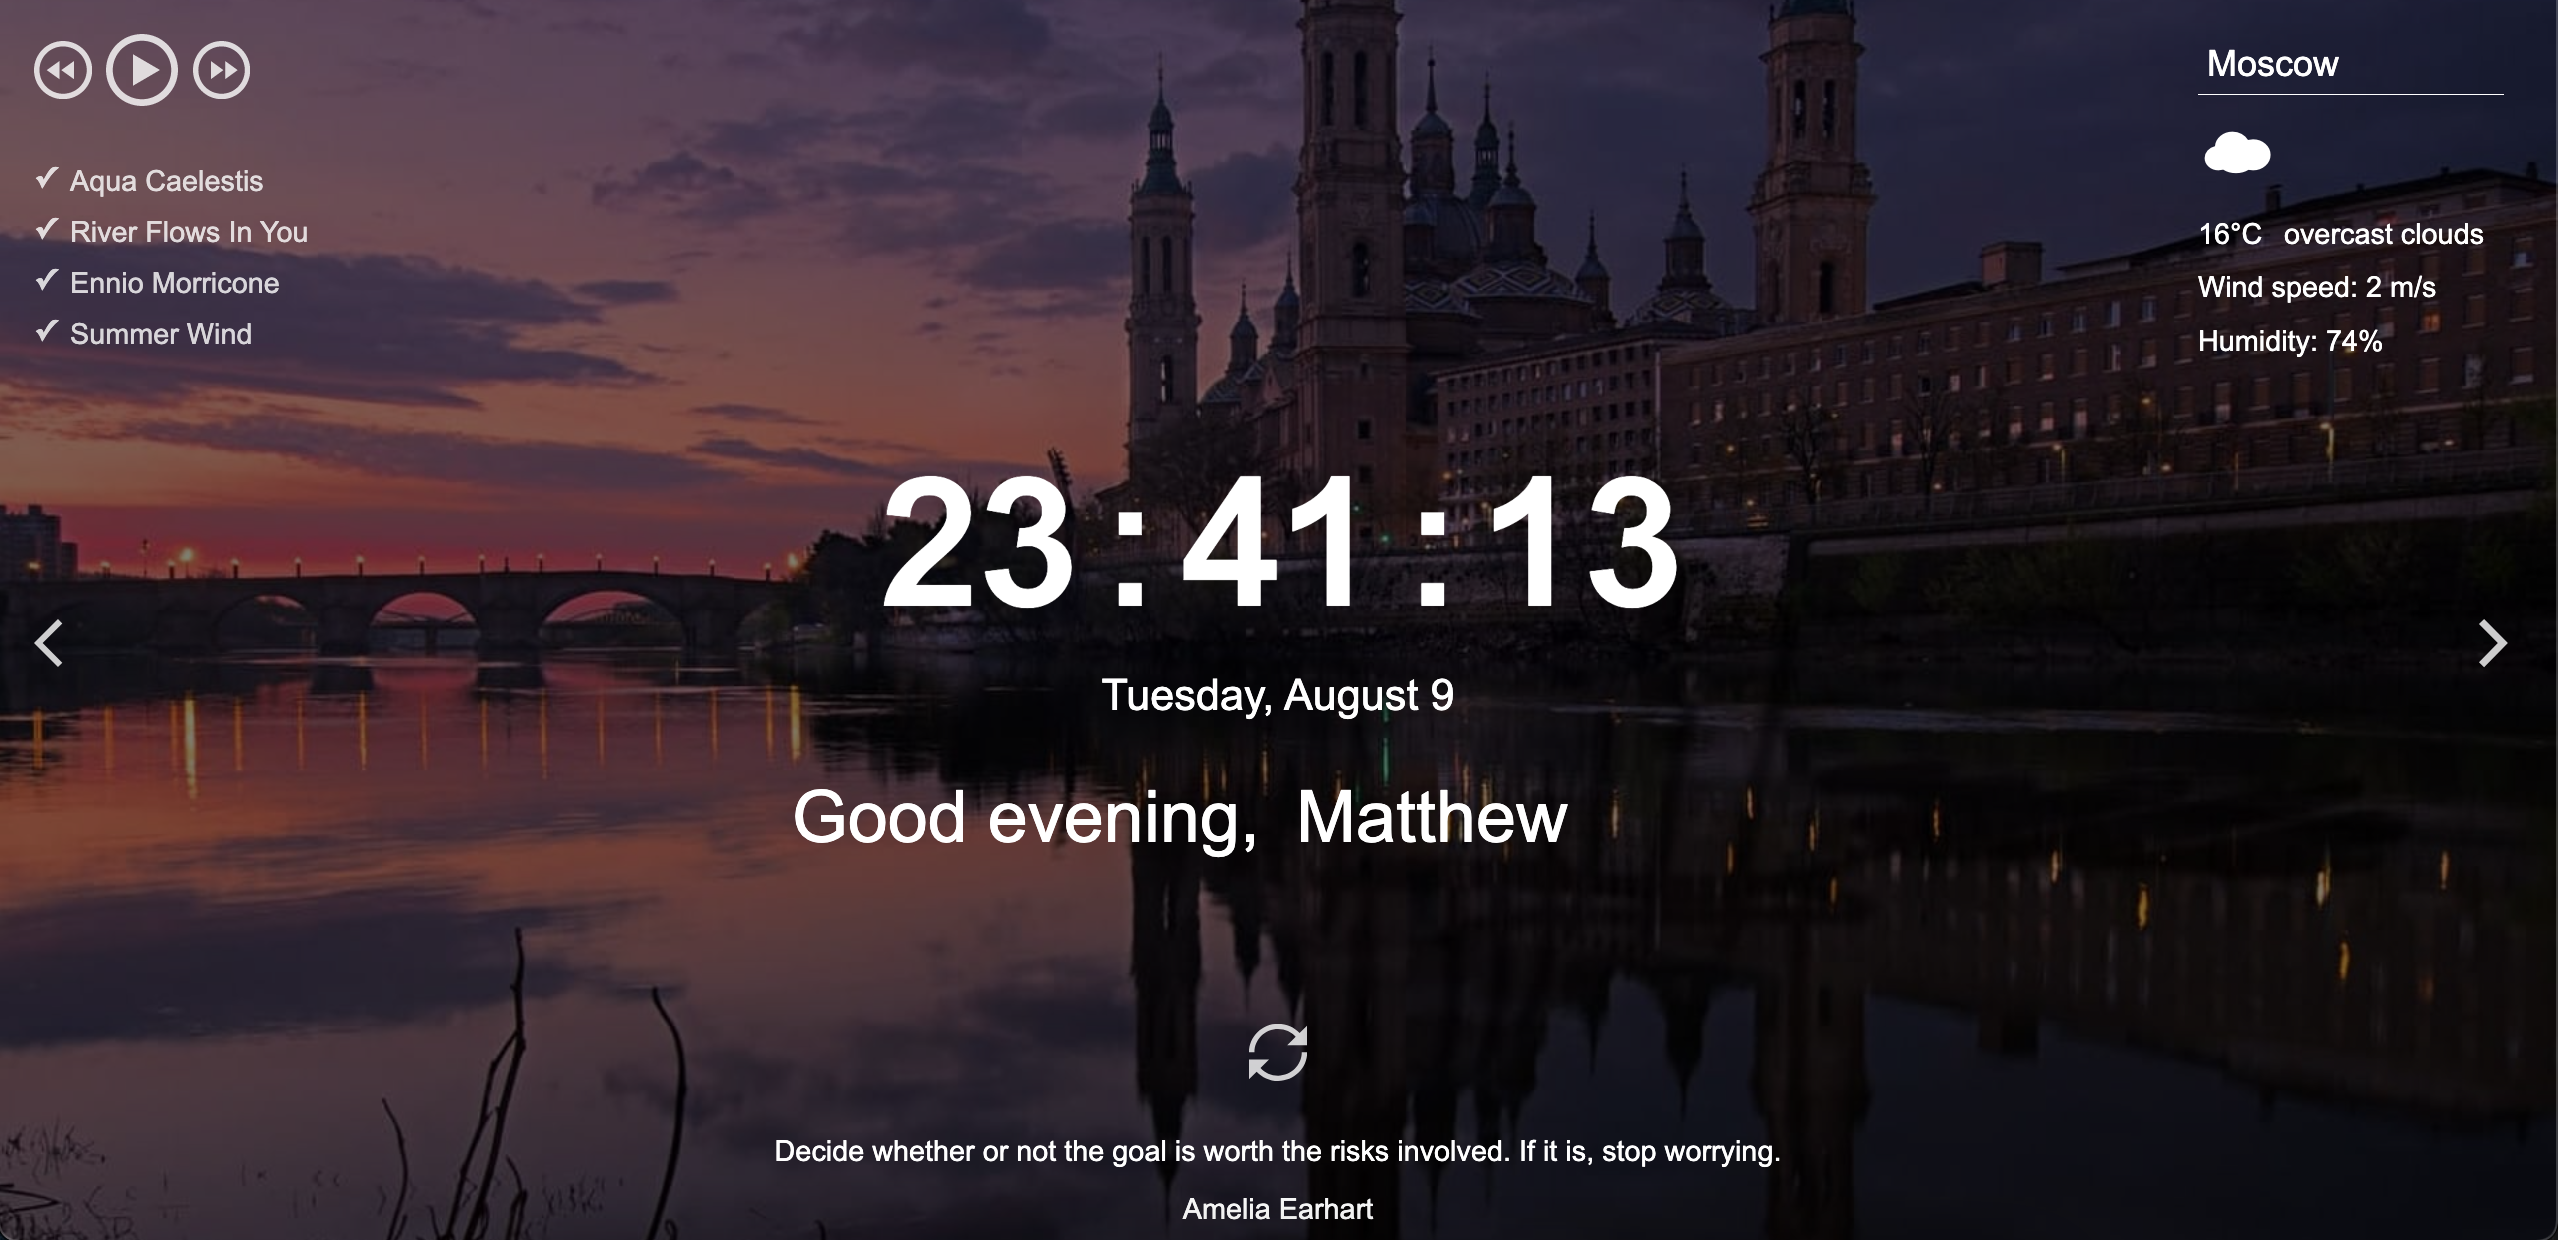 Moscow
Aqua Caelestis
River Flows In You
Ennio Morricone
Summer Wind
16°C overcast clouds
Wind speed: 2 m/s
Humidity: 74%
23:41:13
Tuesday, August 9
Good evening, Matthew
Decide whether or not the goal is worth the risks involved. If it is, stop worrying.
Amelia Earhart